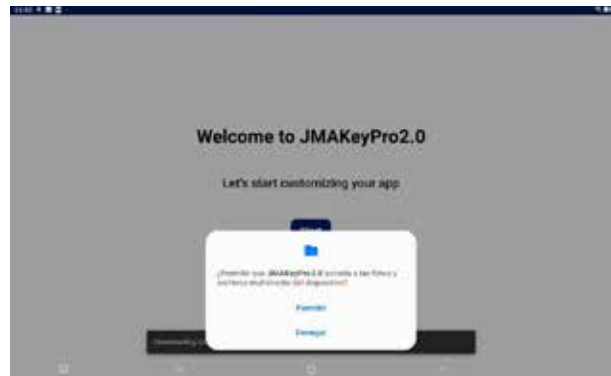 Welcome to JMAKeyPro2.0
Let's start customizing your app
¿Permitir que JMAKeyPro2.0 acceda a las fotos y
archivos multimedia del dispositivo?
Permitir
Denegar
Downloading